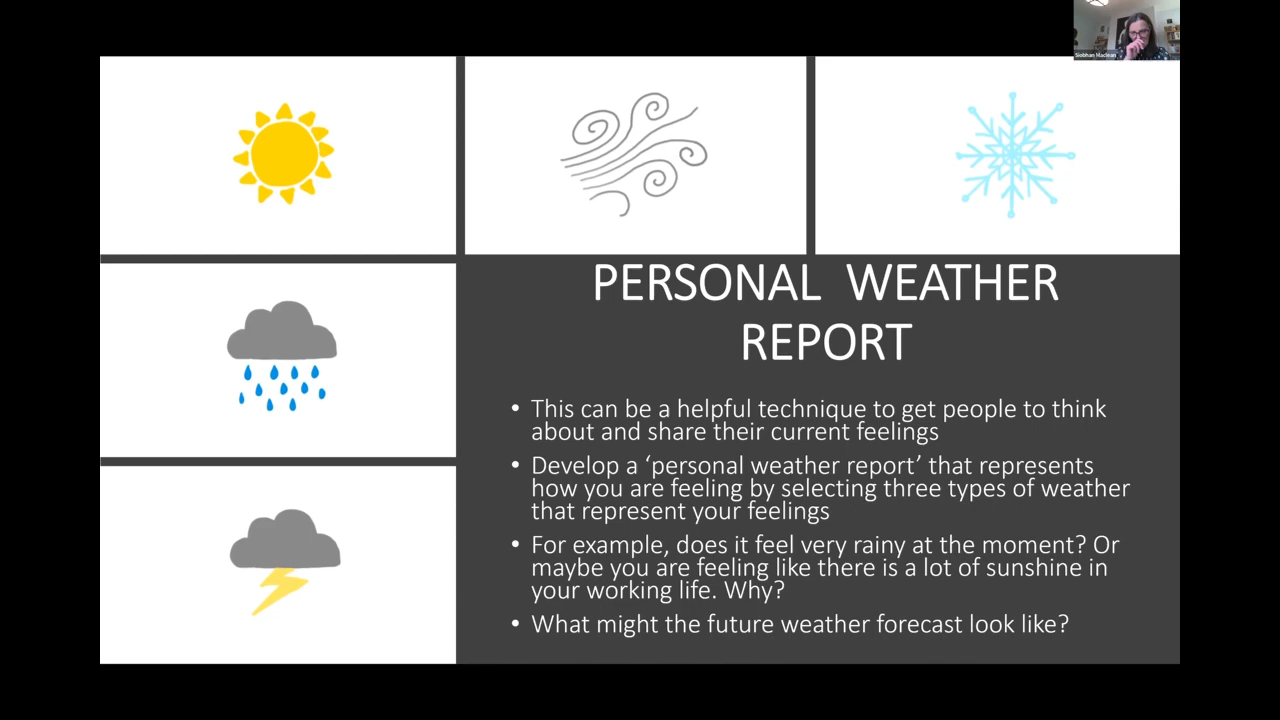 Siobhan Maclean
PERSONAL WEATHER
REPORT
• This can be a helpful technique to get people to think
about and share their current feelings
• Develop a ‘personal weather report’ that represents
how you are feeling by selecting three types of weather
that represent your feelings
• For example, does it feel very rainy at the moment? Or
maybe you are feeling like there is a lot of sunshine in
your working life. Why?
• What might the future weather forecast look like?